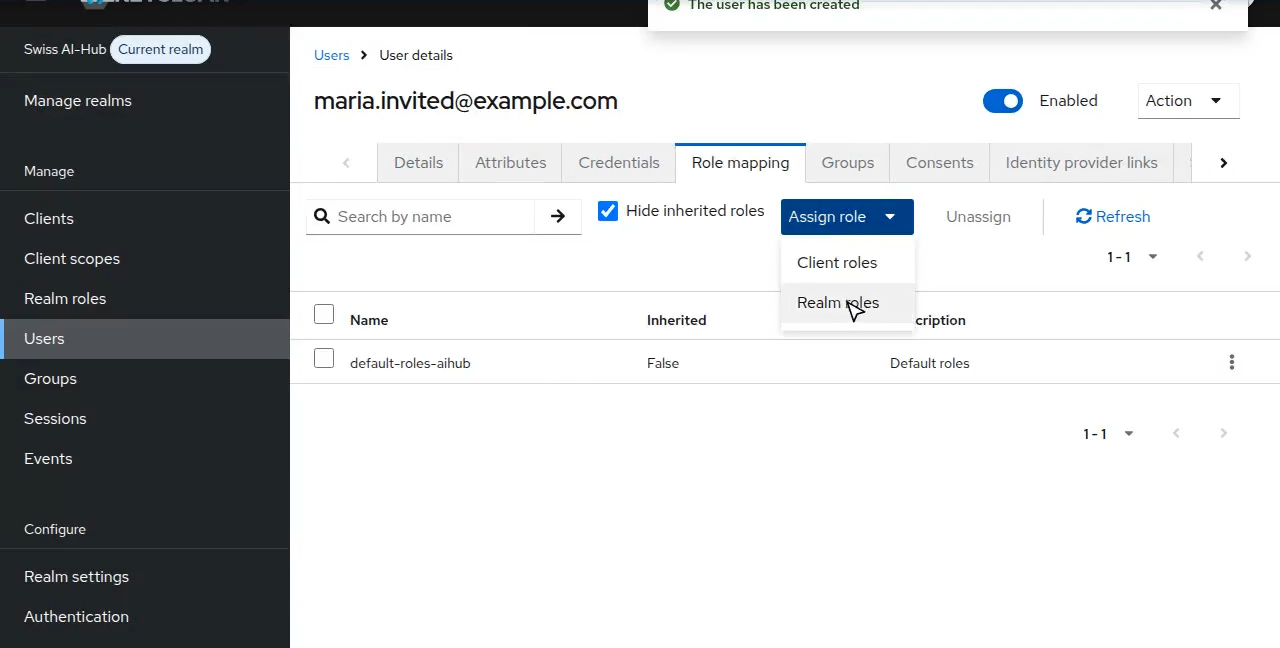 The user has been created
Swiss AI-Hub Current realm
Manage realms
Manage
Clients
Client scopes
Realm roles
Users
Groups
Sessions
Events
Configure
Realm settings
Authentication
Users User details
maria.invited@example.com
Enabled
Action
Details Attributes Credentials Role mapping Groups Consents Identity provider links
Search by name
Hide inherited roles
Assign role
Unassign
Refresh
Client roles
Realm roles
1 - 1
Name Inherited cription
default-roles-aihub False Default roles
1 - 1